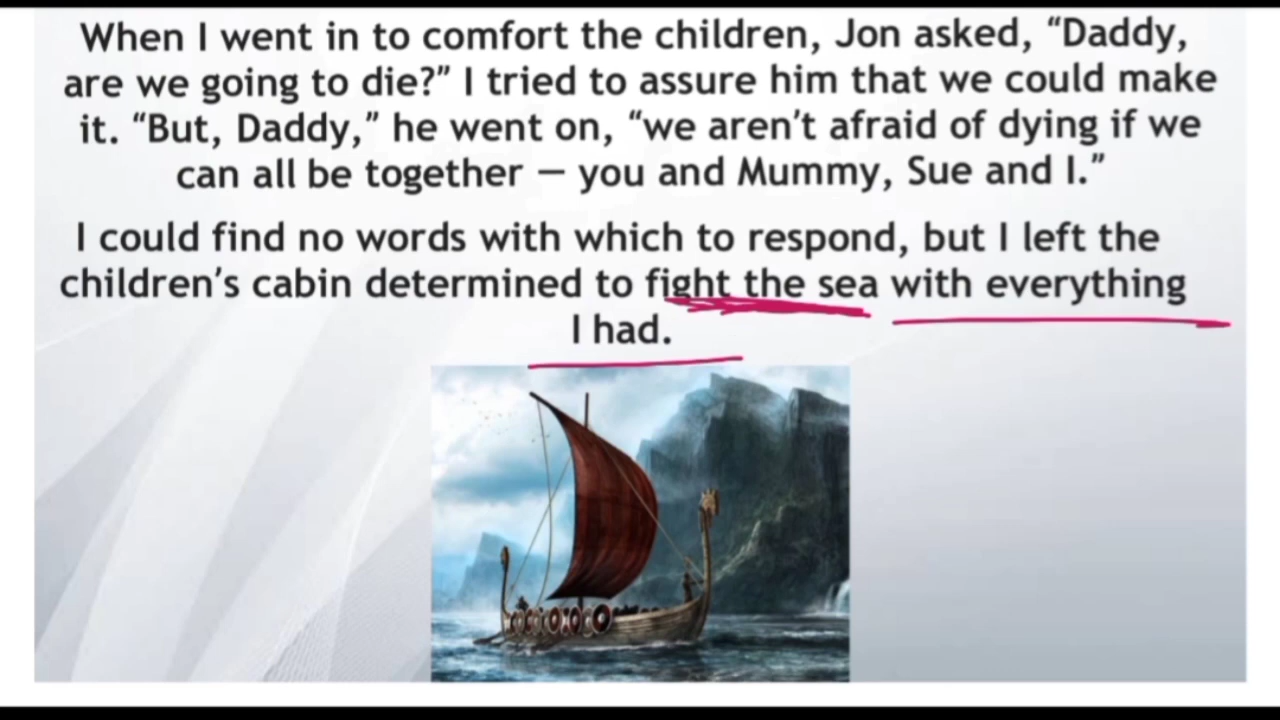 When I went in to comfort the children, Jon asked, “Daddy,
are we going to die?” I tried to assure him that we could make
it. “But, Daddy,” he went on, “we aren’t afraid of dying if we
can all be together — you and Mummy, Sue and I.”
I could find no words with which to respond, but I left the
children’s cabin determined to fight the sea with everything
I had.